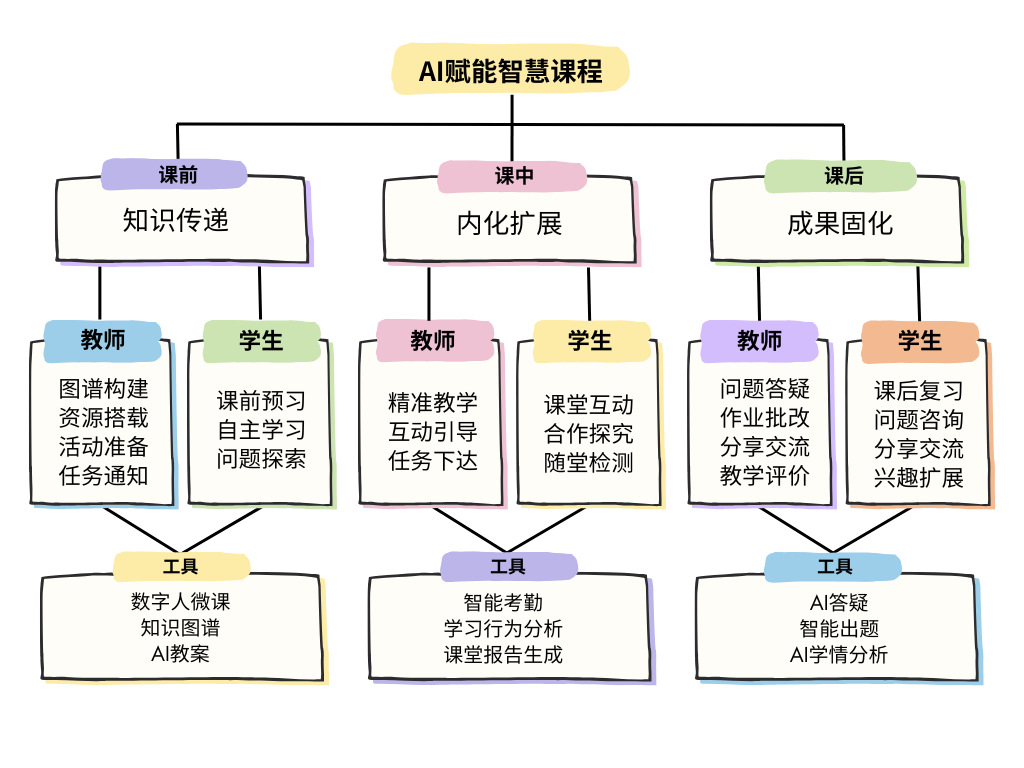 AI赋能智慧课程
课前
知识传递
课中
内化扩展
课后
成果固化
教师
图谱构建
资源搭载
活动准备
任务通知
学生
课前预习
自主学习
问题探索
教师
精准教学
互动引导
任务下达
学生
课堂互动
合作探究
随堂检测
教师
问题答疑
作业批改
分享交流
教学评价
学生
课后复习
问题咨询
分享交流
兴趣扩展
工具
数字人微课
知识图谱
AI教案
工具
智能考勤
学习行为分析
课堂报告生成
工具
AI答疑
智能出题
AI学情分析